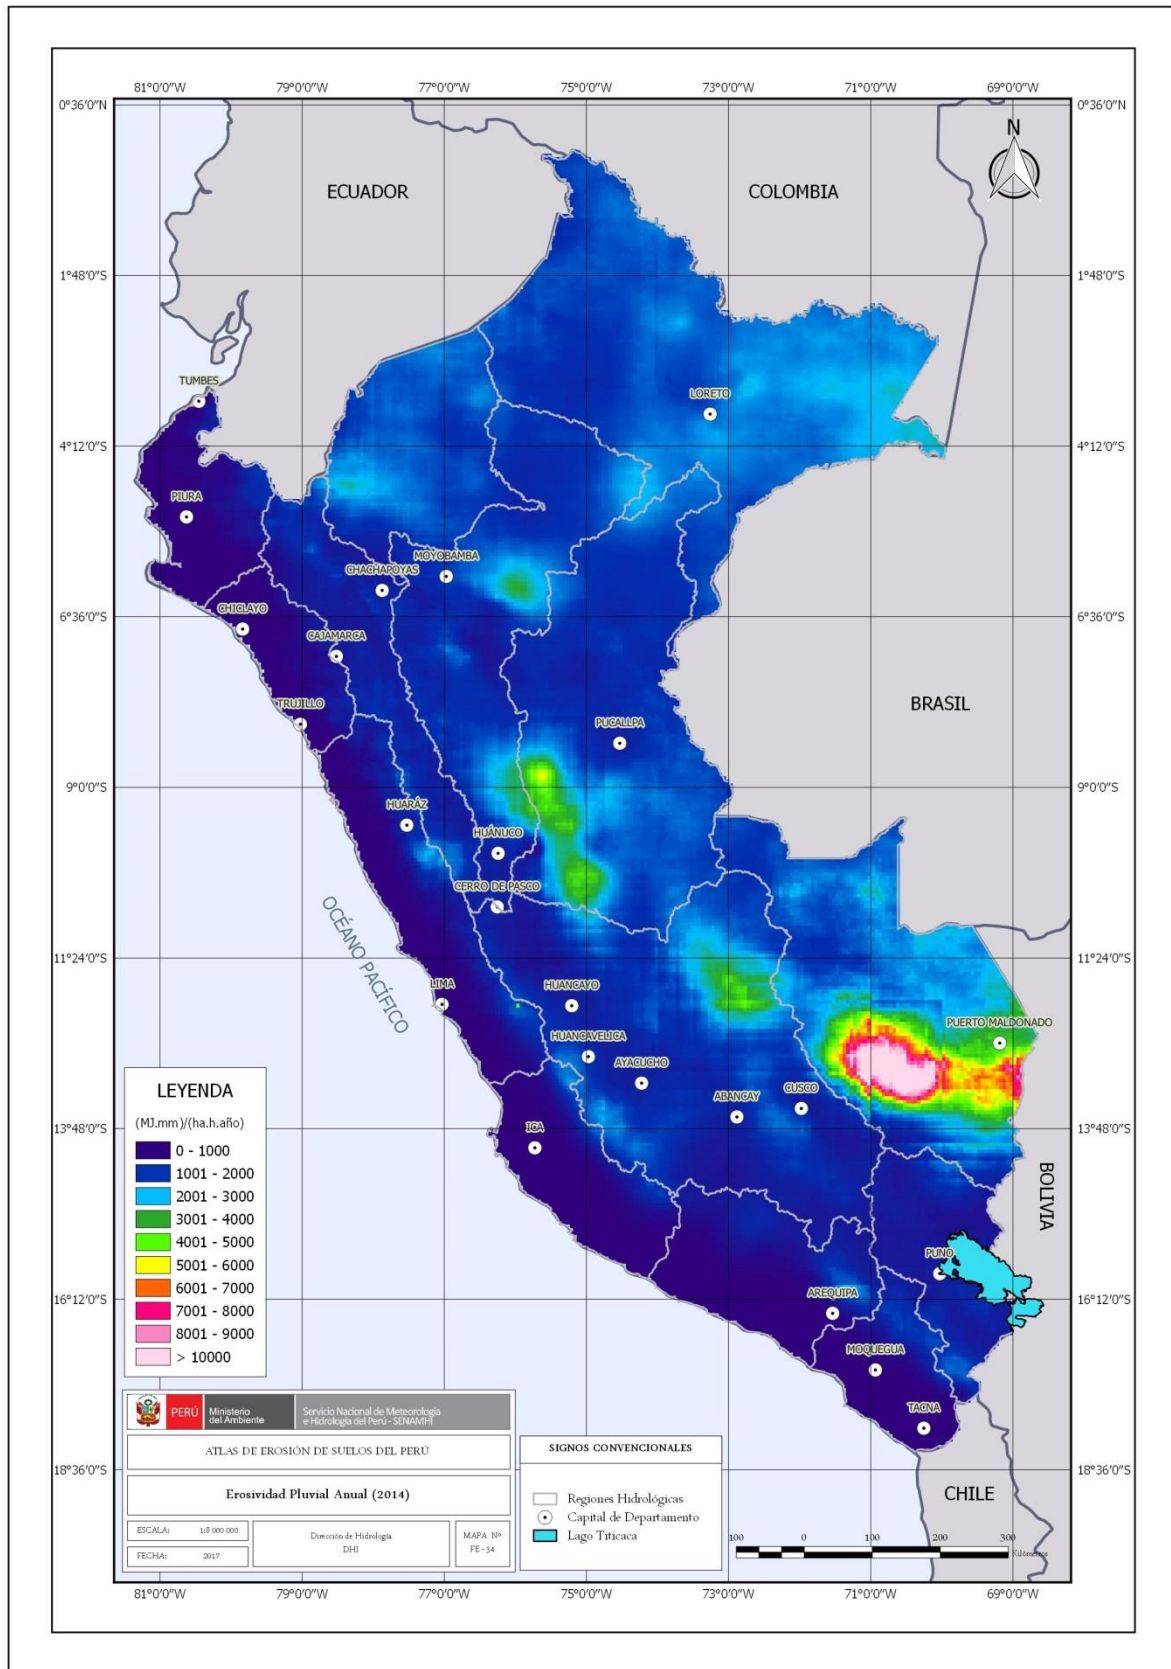 81°0'0"W 79°0'0"W 77°0'0"W 75°0'0"W 73°0'0"W 71°0'0"W 69°0'0"W
0°36'0"N 0°36'0"N
N
ECUADOR COLOMBIA
1°48'0"S 1°48'0"S
TUMBES
LORETO
4°12'0"S 4°12'0"S
PIURA
MOYOBAMBA
CHACHAPOYAS
6°36'0"S 6°36'0"S
CHICLAYO
CAJAMARCA
TRUJILLO
BRASIL
PUCALLPA
9°0'0"S 9°0'0"S
HUARÁZ
HUÁNUCO
CERRO DE PASCO
OCÉANO PACÍFICO
11°24'0"S 11°24'0"S
LIMA
HUANCAYO
PUERTO MALDONADO
HUANCAVELICA
AYACUCHO
ABANCAY
CUSCO
13°48'0"S 13°48'0"S
ICA
BOLIVIA
PUNO
16°12'0"S 16°12'0"S
AREQUIPA
MOQUEGUA
TACNA
18°36'0"S 18°36'0"S
CHILE
LEYENDA
(MJ.mm)/(ha.h.año)
0 - 1000
1001 - 2000
2001 - 3000
3001 - 4000
4001 - 5000
5001 - 6000
6001 - 7000
7001 - 8000
8001 - 9000
> 10000
PERÚ
Ministerio
del Ambiente
Servicio Nacional de Meteorología
e Hidrología del Perú - SENAMHI
ATLAS DE EROSIÓN DE SUELOS DEL PERÚ
Erosividad Pluvial Anual (2014)
ESCALA: 1:8 000 000
FECHA: 2017
Dirección de Hidrología
DHI
MAPA Nº
FE - 34
SIGNOS CONVENCIONALES
Regiones Hidrológicas
Capital de Departamento
Lago Titicaca
100 0 100 200 300
Kilómetros
81°0'0"W 79°0'0"W 77°0'0"W 75°0'0"W 73°0'0"W 71°0'0"W 69°0'0"W